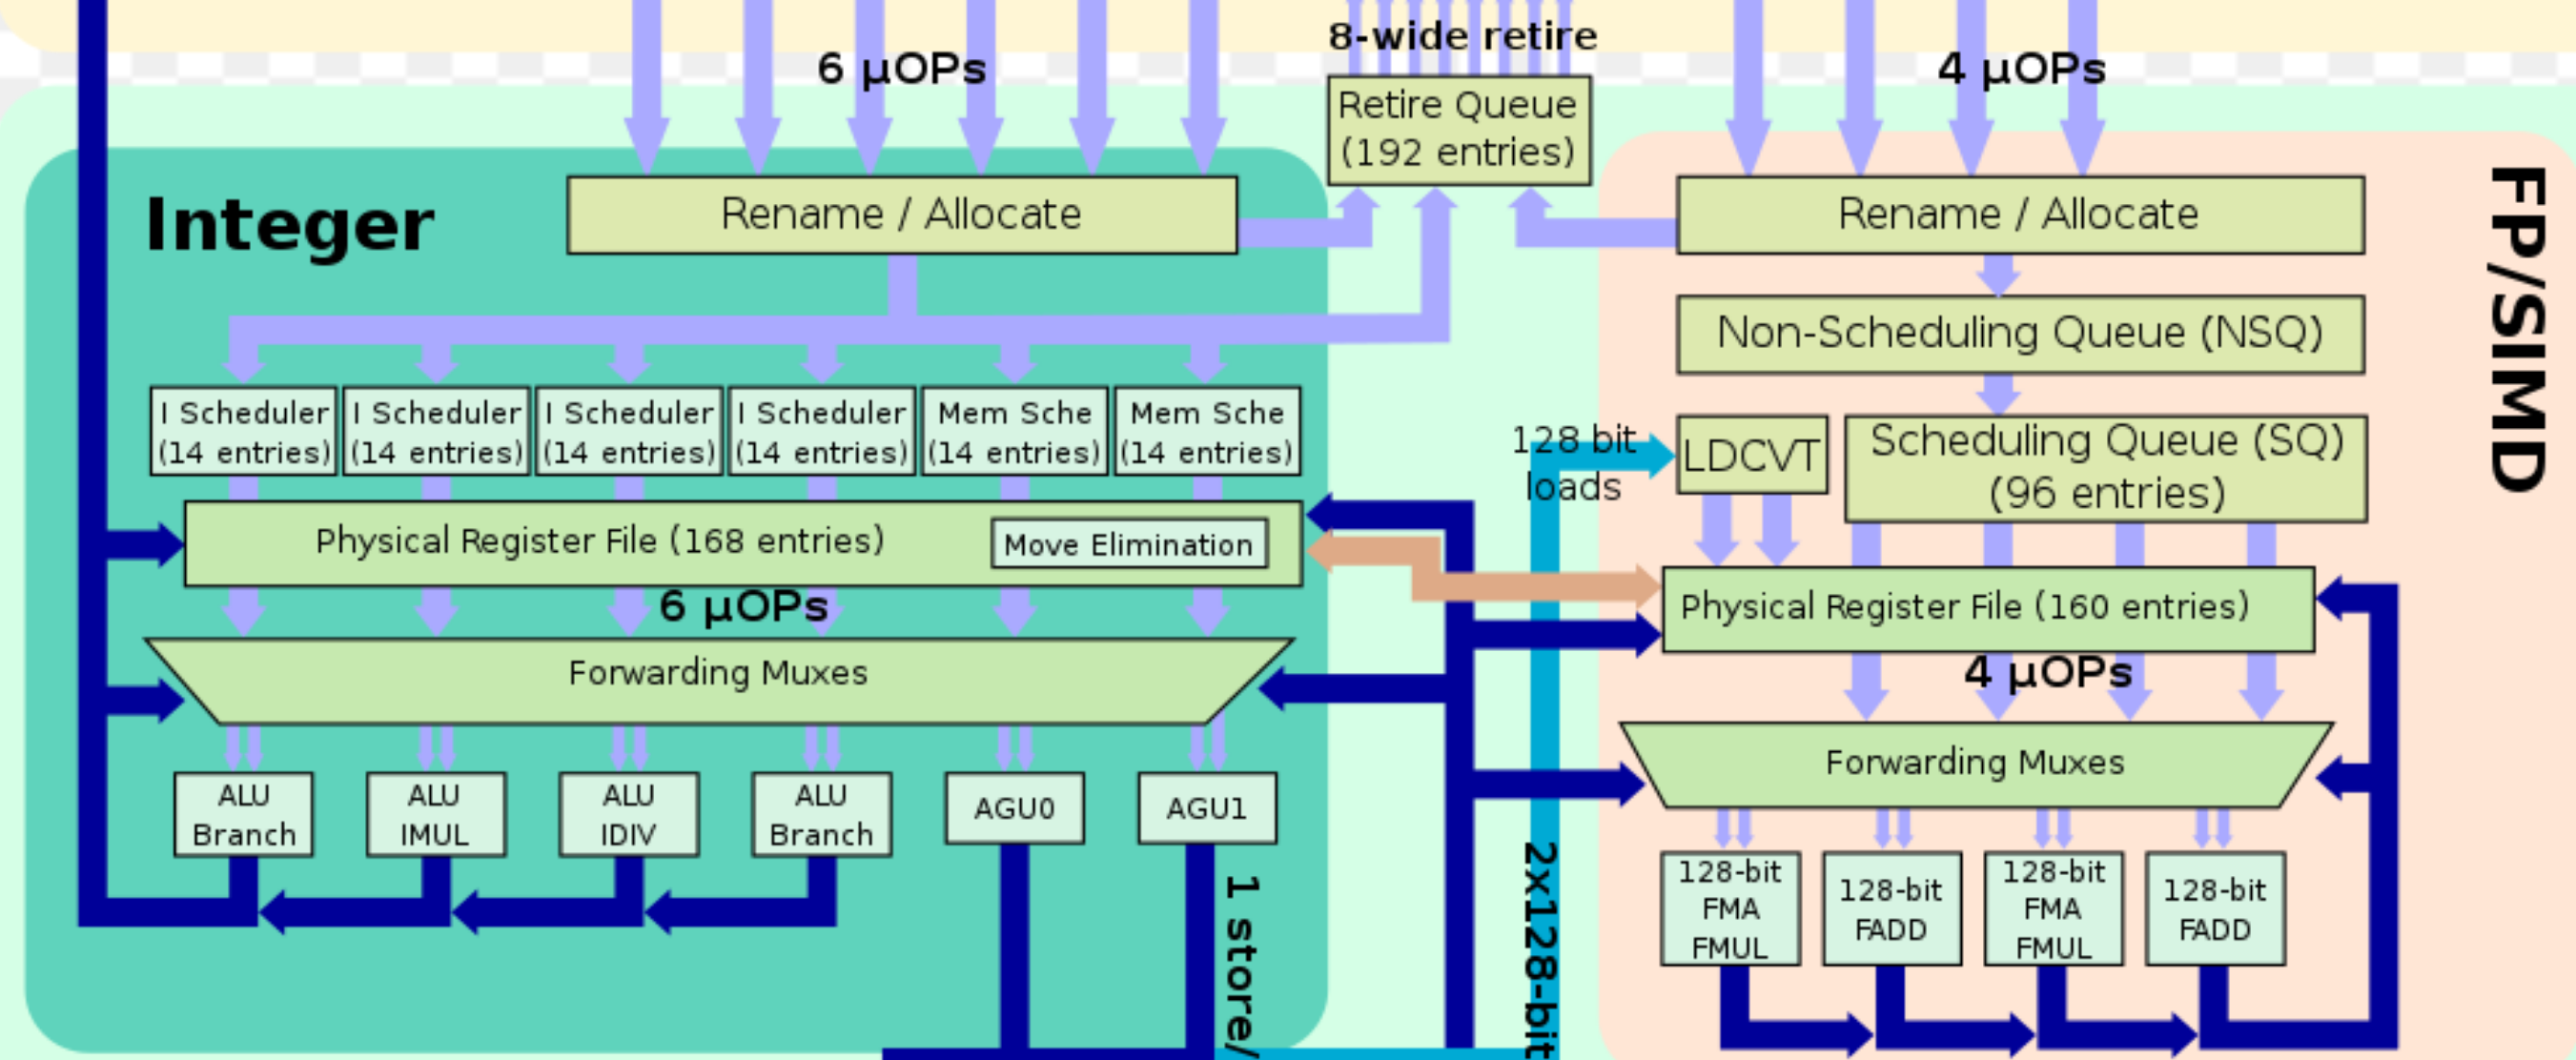 8-wide retire
6 µOPs
4 µOPs
Retire Queue
(192 entries)
Integer
Rename / Allocate
Rename / Allocate
FP/SIMD
Non-Scheduling Queue (NSQ)
I Scheduler
(14 entries)
I Scheduler
(14 entries)
I Scheduler
(14 entries)
I Scheduler
(14 entries)
Mem Sche
(14 entries)
Mem Sche
(14 entries)
128 bit
loads
LDCVT
Scheduling Queue (SQ)
(96 entries)
Physical Register File (168 entries)
Move Elimination
6 µOPs
Physical Register File (160 entries)
4 µOPs
Forwarding Muxes
Forwarding Muxes
ALU
Branch
ALU
IMUL
ALU
IDIV
ALU
Branch
AGU0
AGU1
1 store/
2x128-bit
128-bit
FMA
FMUL
128-bit
FADD
128-bit
FMA
FMUL
128-bit
FADD